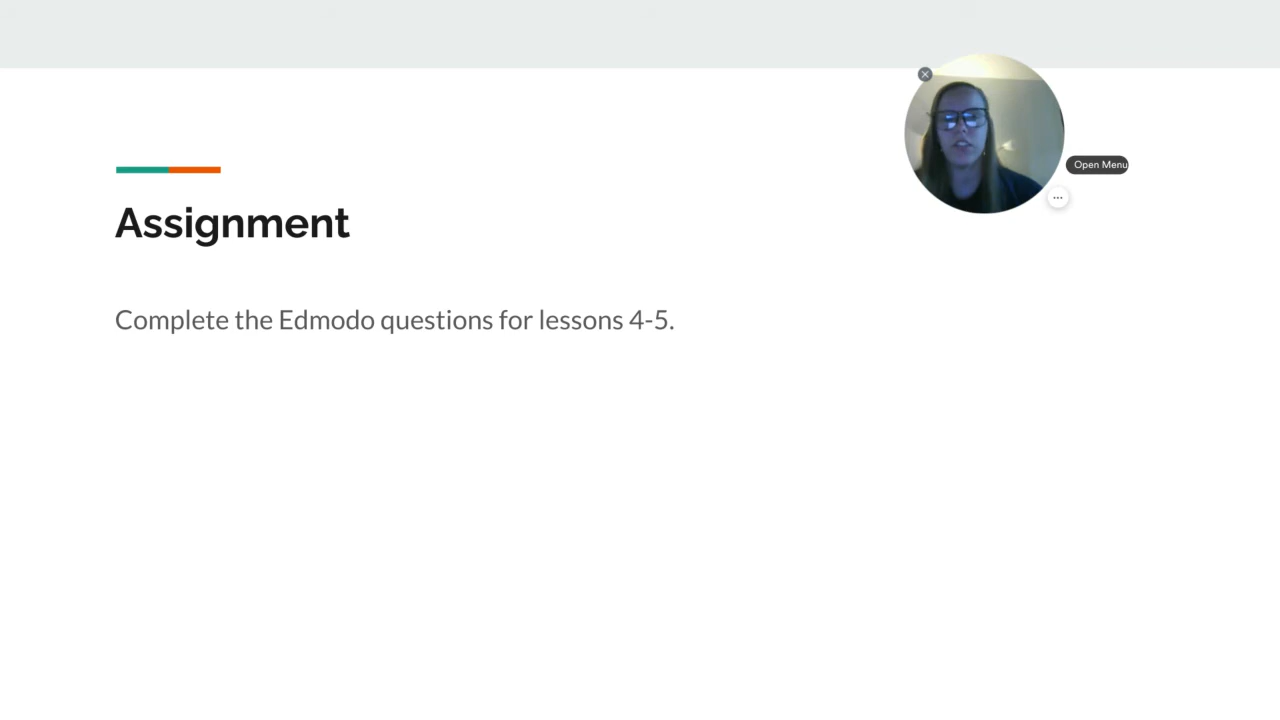 Open Menu
Assignment
Complete the Edmodo questions for lessons 4-5.